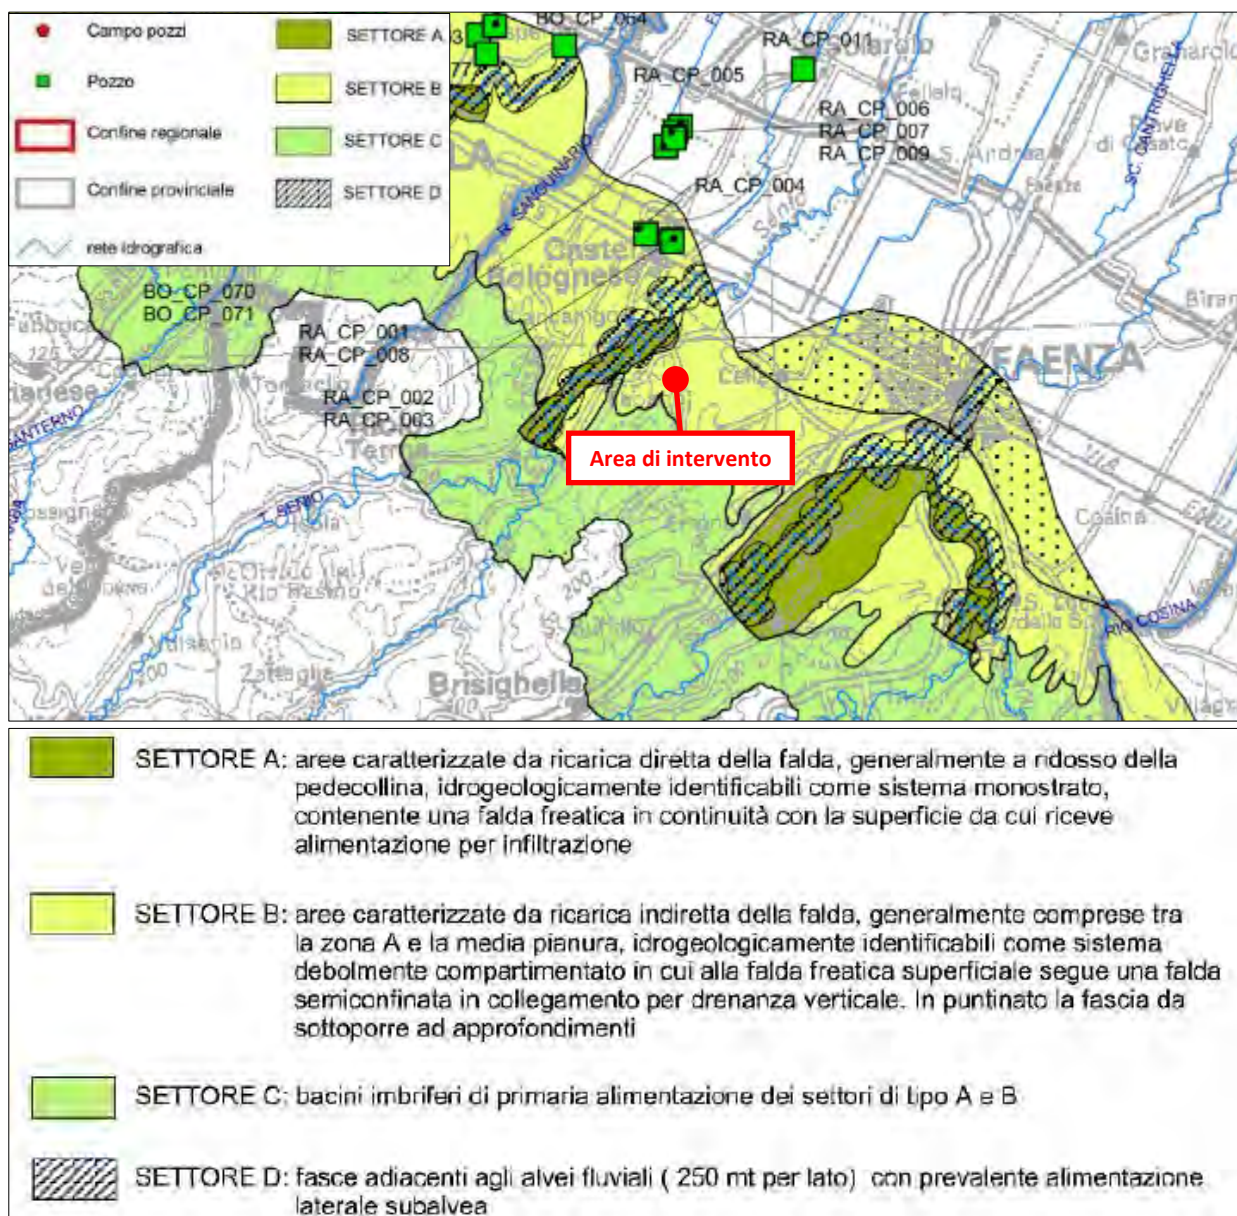 Campo pozzi
Pozzo
Confine regionale
Confine provinciale
rete idrografica
SETTORE A
SETTORE B
SETTORE C
SETTORE D
BO_CP_064
RA_CP_011
RA_CP_005
RA_CP_006
RA_CP_007
RA_CP_009
RA_CP_004
R. SANGUINARIO
SC. CANTRIGHELLA
Granarolo
S. Andrea
Castel
Bolognese
BO_CP_070
BO_CP_071
RA_CP_001
RA_CP_008
RA_CP_002
RA_CP_003
FAENZA
T. SENIO
Area di intervento
Cosina
RIO COSINA
Brisighella
200
200
SETTORE A: aree caratterizzate da ricarica diretta della falda, generalmente a ridosso della
pedecollina, idrogeologicamente identificabili come sistema monostrato,
contenente una falda freatica in continuità con la superficie da cui riceve
alimentazione per infiltrazione
SETTORE B: aree caratterizzate da ricarica indiretta della falda, generalmente comprese tra
la zona A e la media pianura, idrogeologicamente identificabili come sistema
debolmente compartimentato in cui alla falda freatica superficiale segue una falda
semiconfinata in collegamento per drenanza verticale. In puntinato la fascia da
sottoporre ad approfondimenti
SETTORE C: bacini imbriferi di primaria alimentazione dei settori di tipo A e B
SETTORE D: fasce adiacenti agli alvei fluviali ( 250 mt per lato) con prevalente alimentazione
laterale subalvea